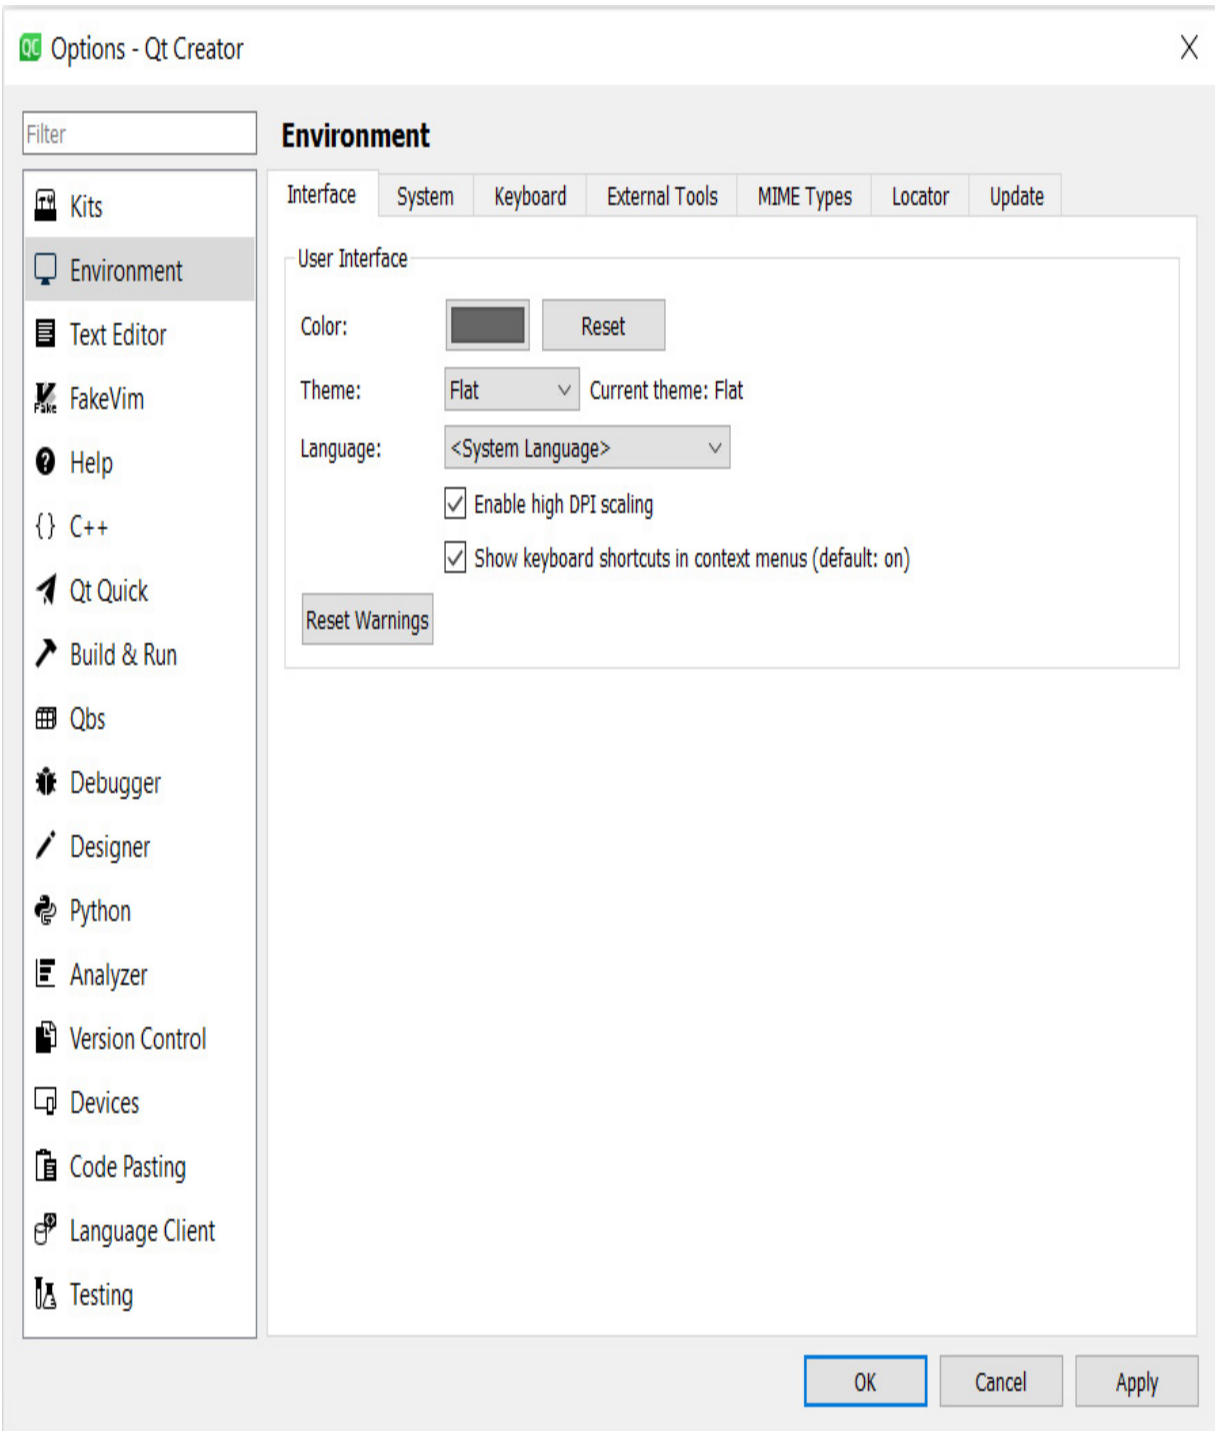 QC Options - Qt Creator
Filter
Kits
Environment
Text Editor
Fake FakeVim
Help
{} C++
Qt Quick
Build & Run
Qbs
Debugger
Designer
Python
Analyzer
Version Control
Devices
Code Pasting
Language Client
Testing
Environment
Interface System Keyboard External Tools MIME Types Locator Update
User Interface
Color: Reset
Theme: Flat Current theme: Flat
Language: <System Language>
Enable high DPI scaling
Show keyboard shortcuts in context menus (default: on)
Reset Warnings
OK Cancel Apply